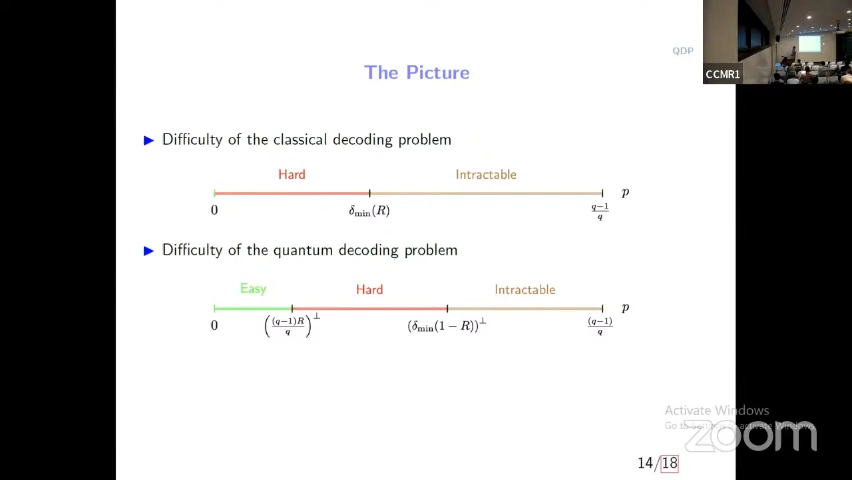 QDP
CCMR1
The Picture
▶ Difficulty of the classical decoding problem
Hard Intractable
0 δmin(R) (q−1)/q p
▶ Difficulty of the quantum decoding problem
Easy Hard Intractable
0 ((q−1)R/q)⊥ (δmin(1−R))⊥ (q−1)/q p
Activate Windows
Go to Settings to activate Windows.
zoom
14/18